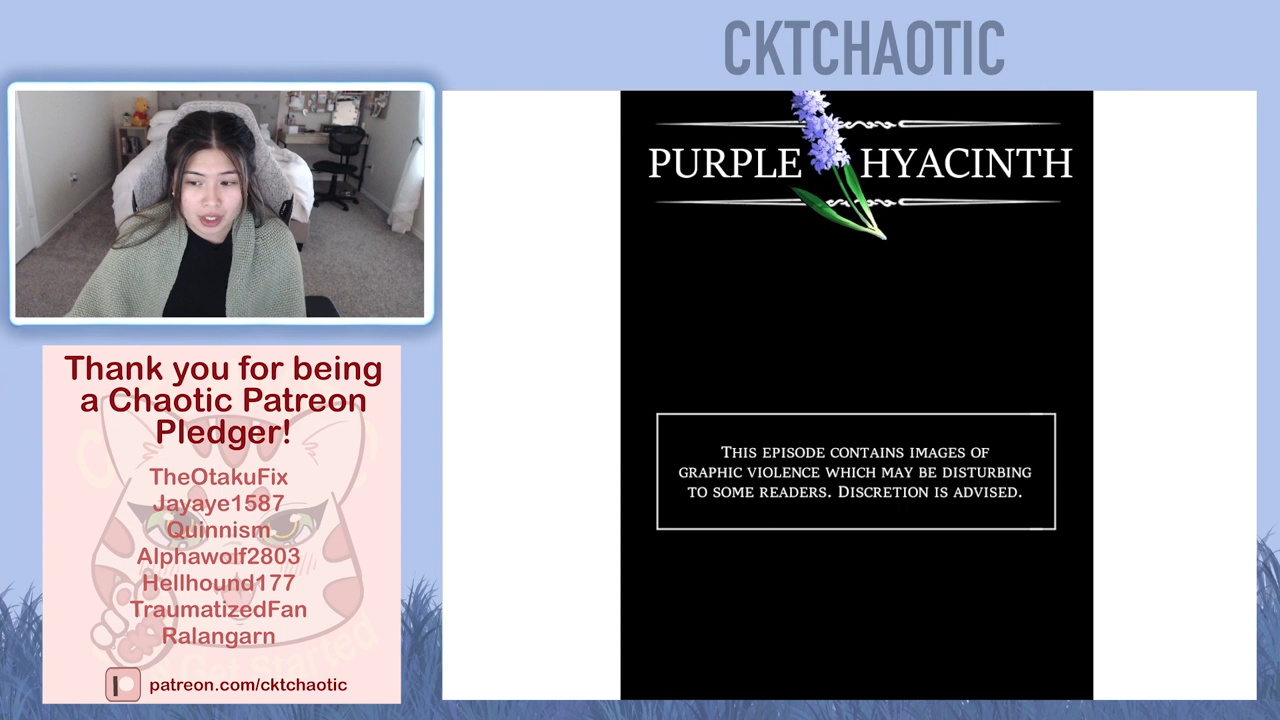 CKTCHAOTIC
PURPLE HYACINTH
THIS EPISODE CONTAINS IMAGES OF
GRAPHIC VIOLENCE WHICH MAY BE DISTURBING
TO SOME READERS. DISCRETION IS ADVISED.
Thank you for being
a Chaotic Patreon
Pledger!
TheOtakuFix
Jayaye1587
Quinnism
Alphawolf2803
Hellhound177
TraumatizedFan
Ralangarn
patreon.com/cktchaotic